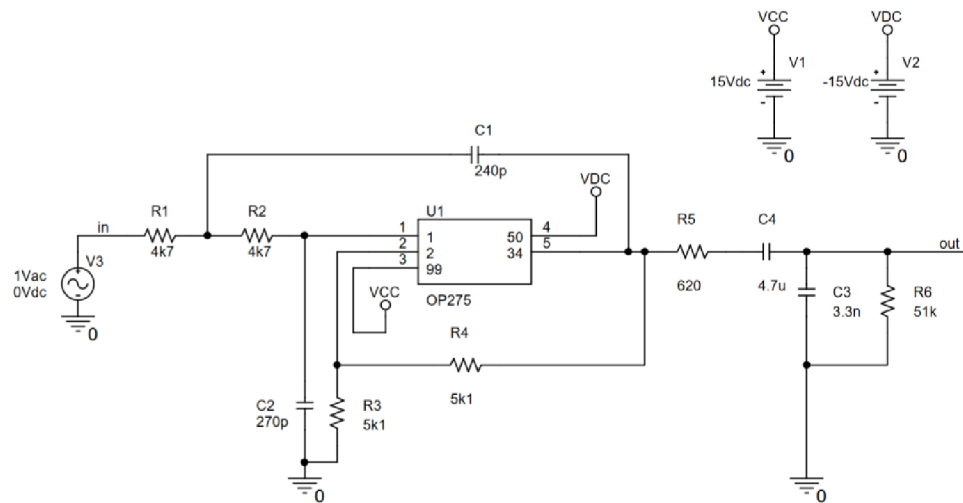 VCC
VDC
V1
V2
15Vdc
-15Vdc
+
+
-
-
0
0
C1
240p
VDC
U1
R1
R2
in
4k7
4k7
1
1
50
4
2
2
34
5
3
99
OP275
VCC
R5
620
C4
4.7u
out
V3
1Vac
0Vdc
+
-
0
C3
3.3n
R6
51k
R4
5k1
C2
270p
R3
5k1
0
0